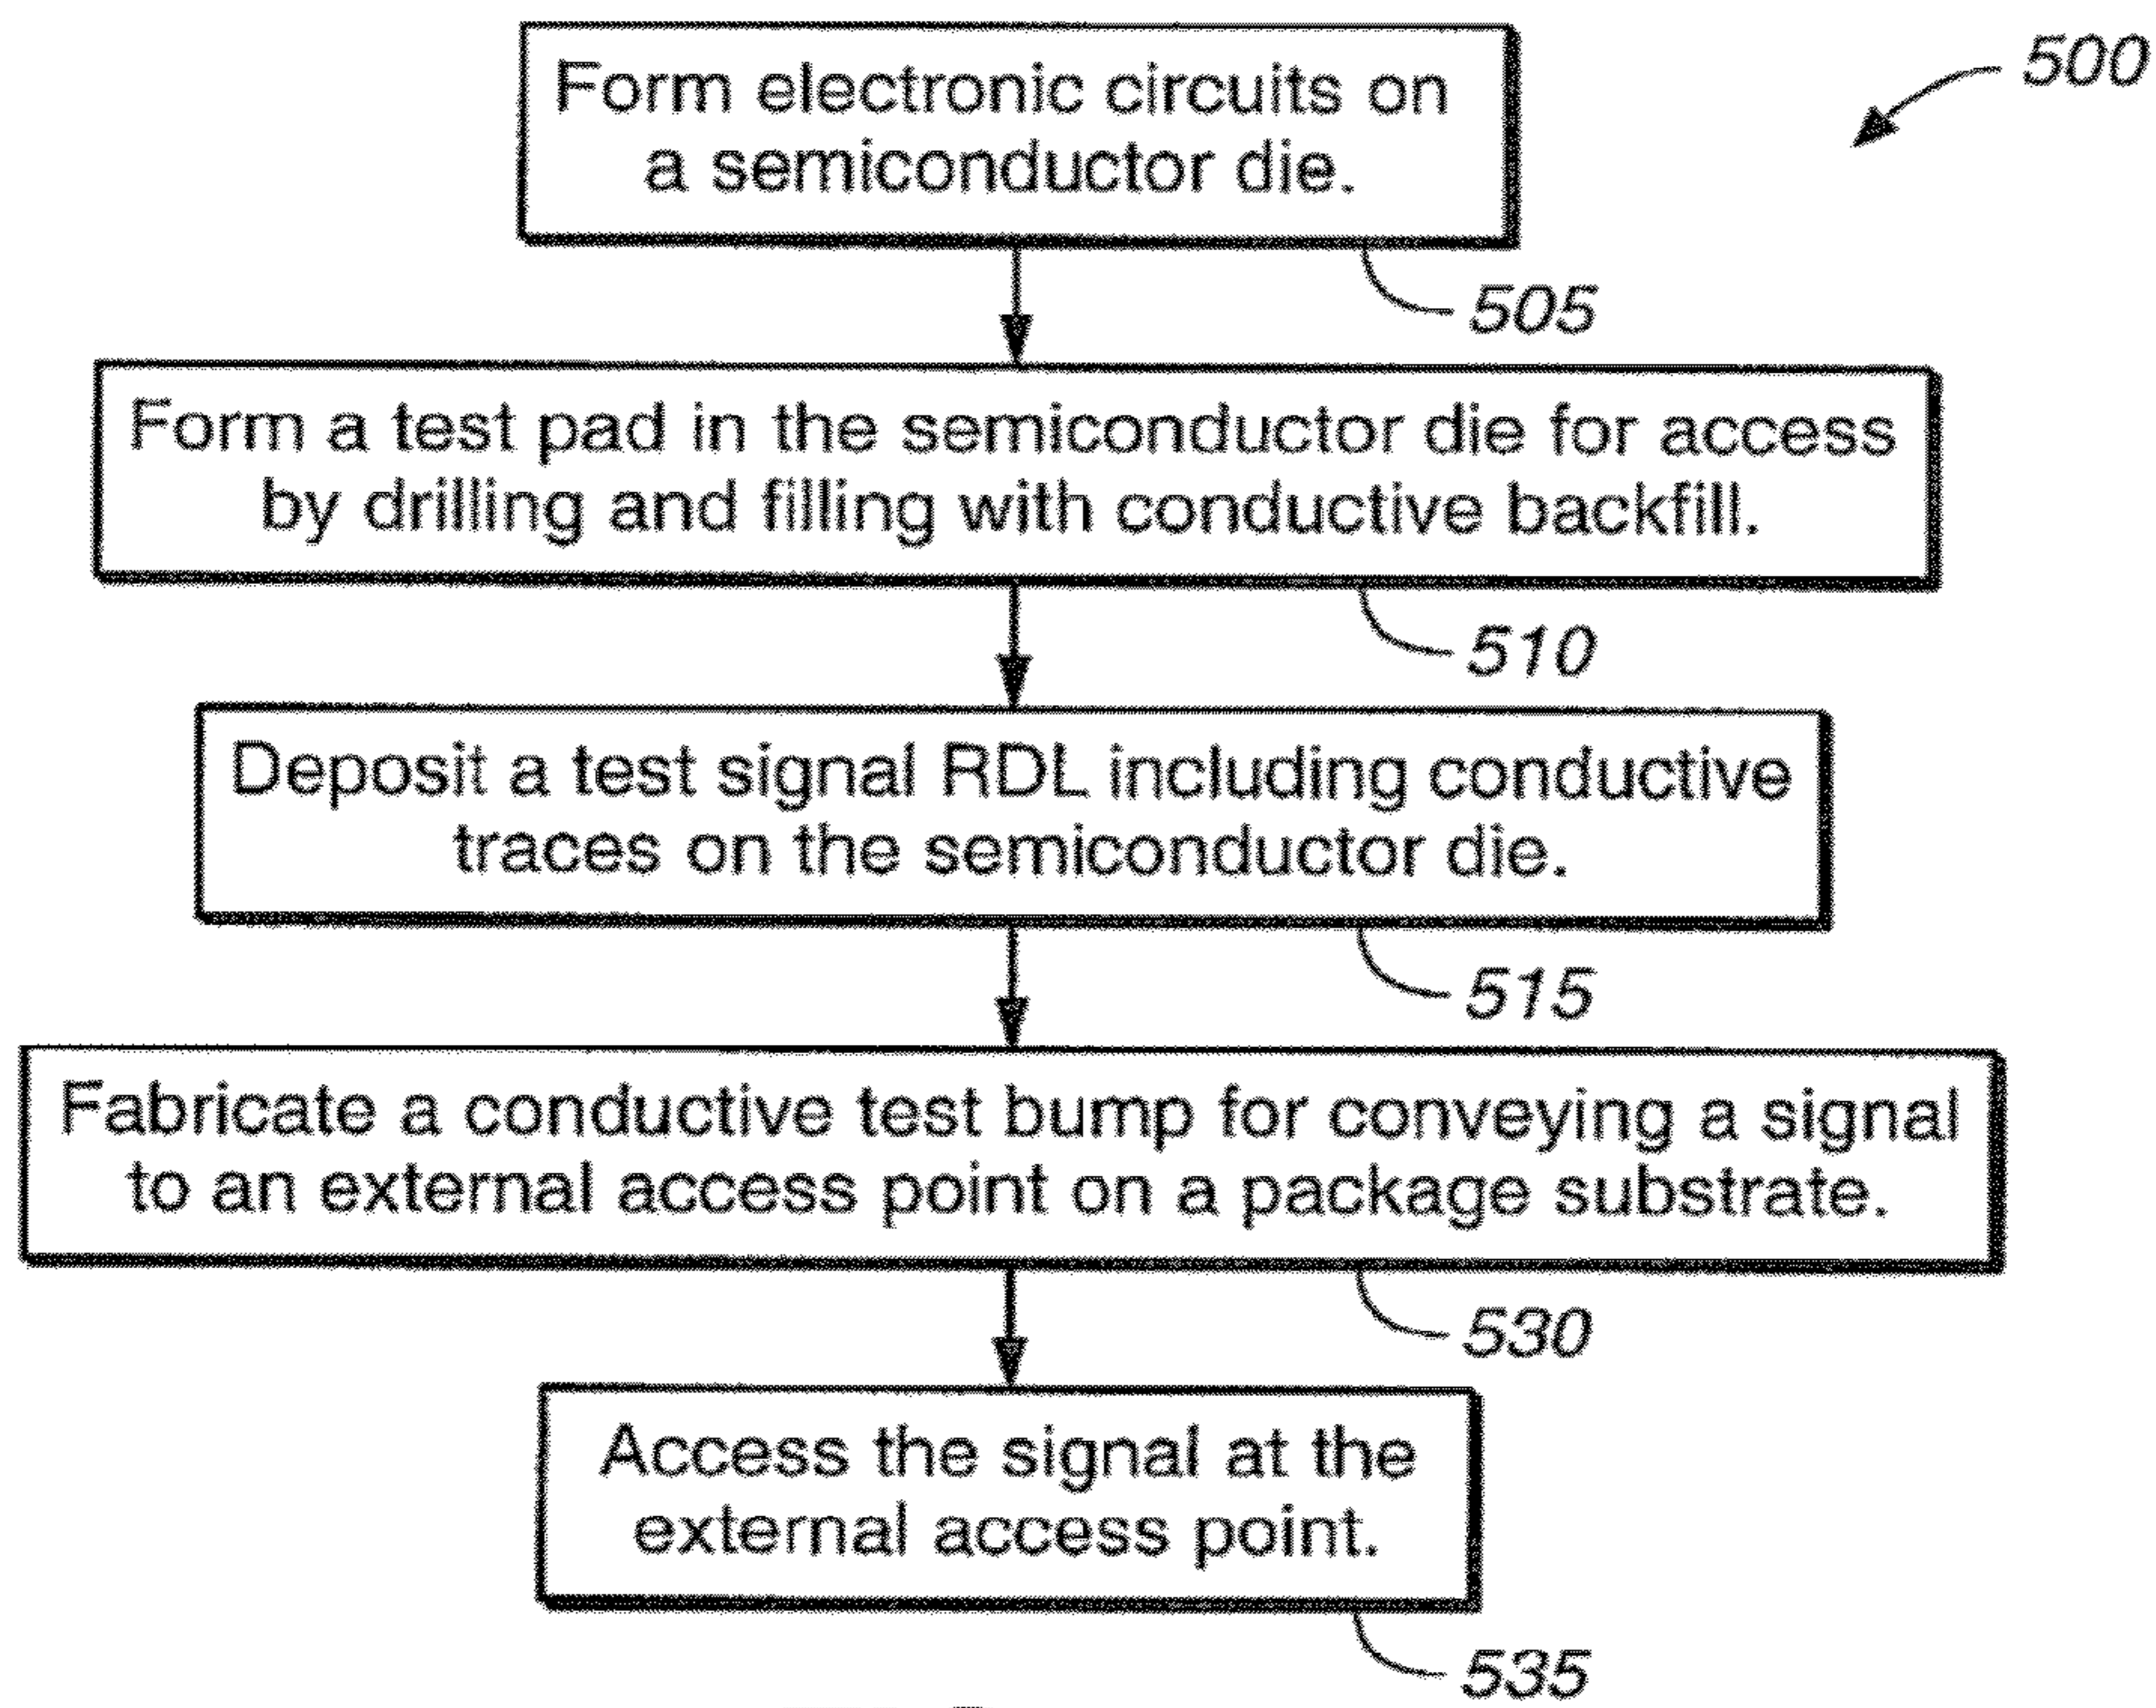 500
Form electronic circuits on
a semiconductor die.
505
Form a test pad in the semiconductor die for access
by drilling and filling with conductive backfill.
510
Deposit a test signal RDL including conductive
traces on the semiconductor die.
515
Fabricate a conductive test bump for conveying a signal
to an external access point on a package substrate.
530
Access the signal at the
external access point.
535